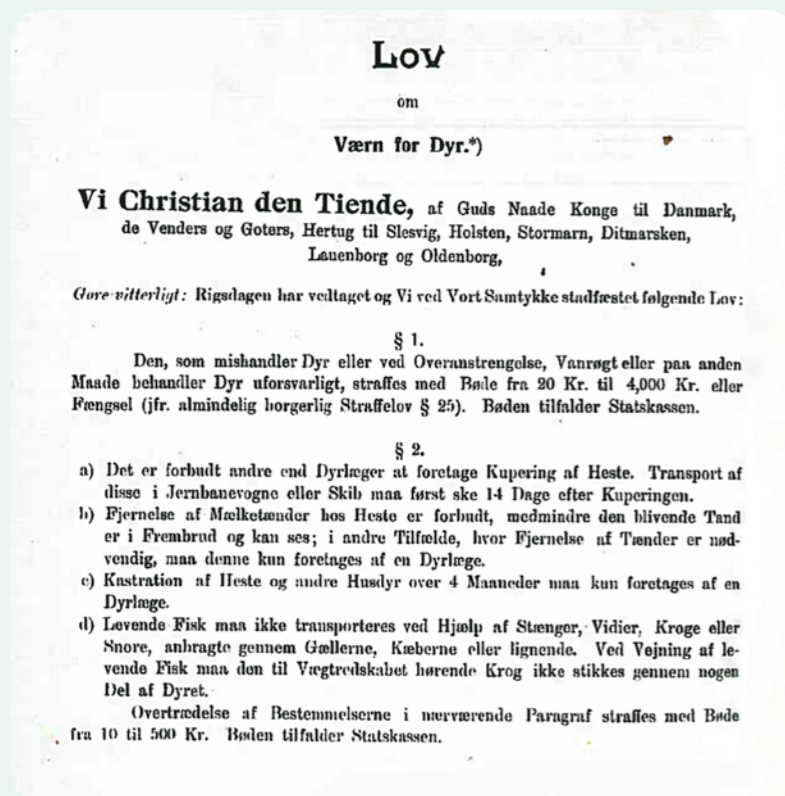 Lov
om
Værn for Dyr.*)
Vi Christian den Tiende, af Guds Naade Konge til Danmark,
de Venders og Goters, Hertug til Slesvig, Holsten, Stormarn, Ditmarsken,
Lauenborg og Oldenborg,
Gøre vitterligt: Rigsdagen har vedtaget og Vi ved Vort Samtykke stadfæstet følgende Lov:
§ 1.
Den, som mishandler Dyr eller ved Overanstrengelse, Vanrøgt eller paa anden
Maade behandler Dyr uforsvarligt, straffes med Bøde fra 20 Kr. til 4,000 Kr. eller
Fængsel (jfr. almindelig borgerlig Straffelov § 25). Bøden tilfalder Statskassen.
§ 2.
a) Det er forbudt andre end Dyrlæger at foretage Kupering af Heste. Transport af
disse i Jernbanevogne eller Skib maa først ske 14 Dage efter Kuperingen.
b) Fjernelse af Mælketænder hos Heste er forbudt, medmindre den blivende Tand
er i Frembrud og kan ses; i andre Tilfælde, hvor Fjernelse af Tænder er nød-
vendig, maa denne kun foretages af en Dyrlæge.
c) Kastration af Heste og andre Husdyr over 4 Maaneder maa kun foretages af en
Dyrlæge.
d) Levende Fisk maa ikke transporteres ved Hjælp af Stænger, Vidier, Kroge eller
Snore, anbragte gennem Gællerne, Kæberne eller lignende. Ved Vejning af le-
vende Fisk maa den til Vægtredskabet hørende Krog ikke stikkes gennem nogen
Del af Dyret.
Overtrædelse af Bestemmelserne i nærværende Paragraf straffes med Bøde
fra 10 til 500 Kr. Bøden tilfalder Statskassen.